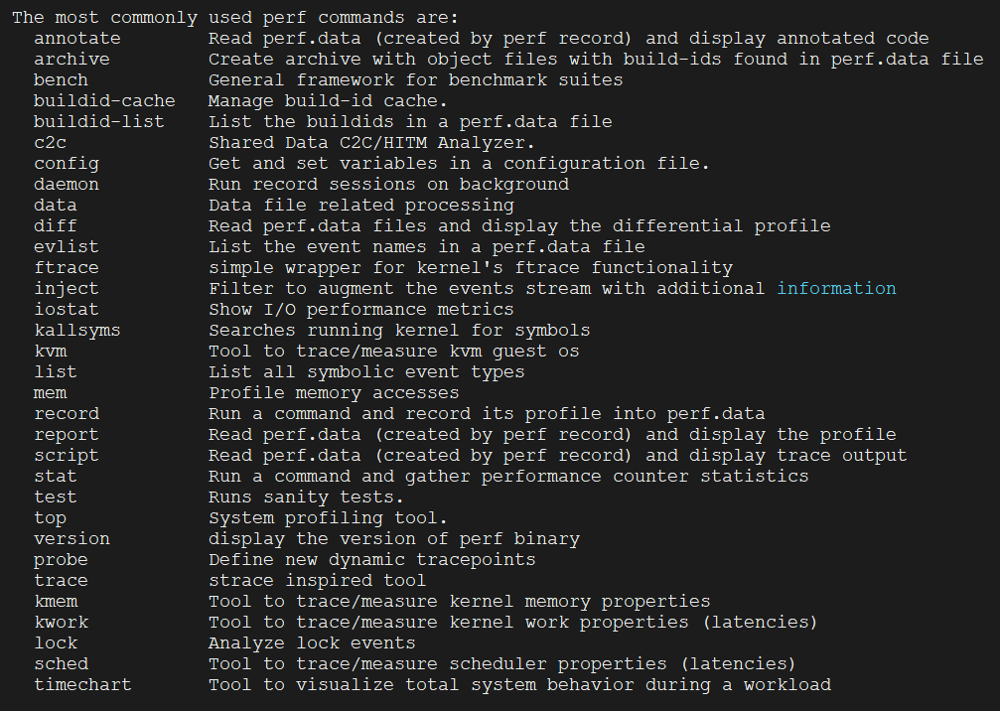 The most commonly used perf commands are:
annotate Read perf.data (created by perf record) and display annotated code
archive Create archive with object files with build-ids found in perf.data file
bench General framework for benchmark suites
buildid-cache Manage build-id cache.
buildid-list List the buildids in a perf.data file
c2c Shared Data C2C/HITM Analyzer.
config Get and set variables in a configuration file.
daemon Run record sessions on background
data Data file related processing
diff Read perf.data files and display the differential profile
evlist List the event names in a perf.data file
ftrace simple wrapper for kernel's ftrace functionality
inject Filter to augment the events stream with additional information
iostat Show I/O performance metrics
kallsyms Searches running kernel for symbols
kvm Tool to trace/measure kvm guest os
list List all symbolic event types
mem Profile memory accesses
record Run a command and record its profile into perf.data
report Read perf.data (created by perf record) and display the profile
script Read perf.data (created by perf record) and display trace output
stat Run a command and gather performance counter statistics
test Runs sanity tests.
top System profiling tool.
version display the version of perf binary
probe Define new dynamic tracepoints
trace strace inspired tool
kmem Tool to trace/measure kernel memory properties
kwork Tool to trace/measure kernel work properties (latencies)
lock Analyze lock events
sched Tool to trace/measure scheduler properties (latencies)
timechart Tool to visualize total system behavior during a workload